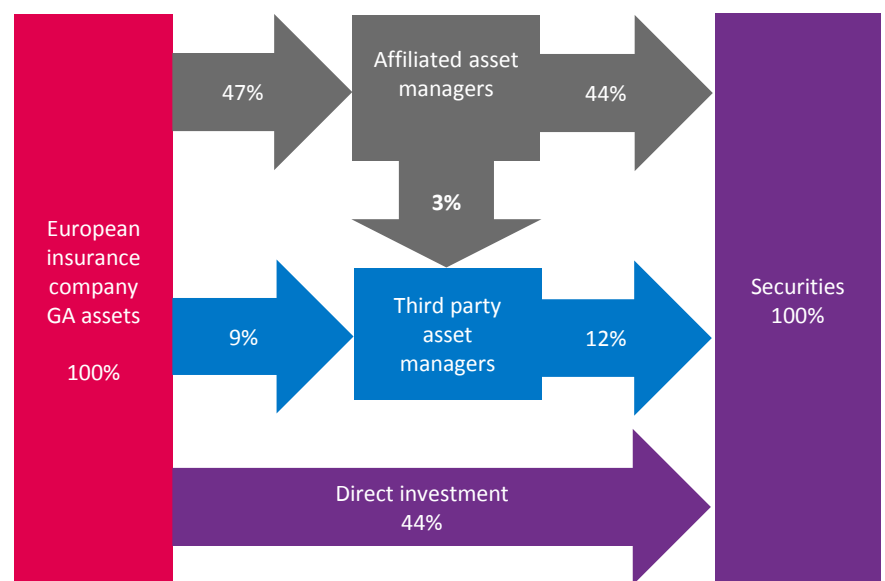 European
insurance
company
GA assets
100%
47%
Affiliated asset
managers
44%
3%
9%
Third party
asset
managers
12%
Direct investment
44%
Securities
100%